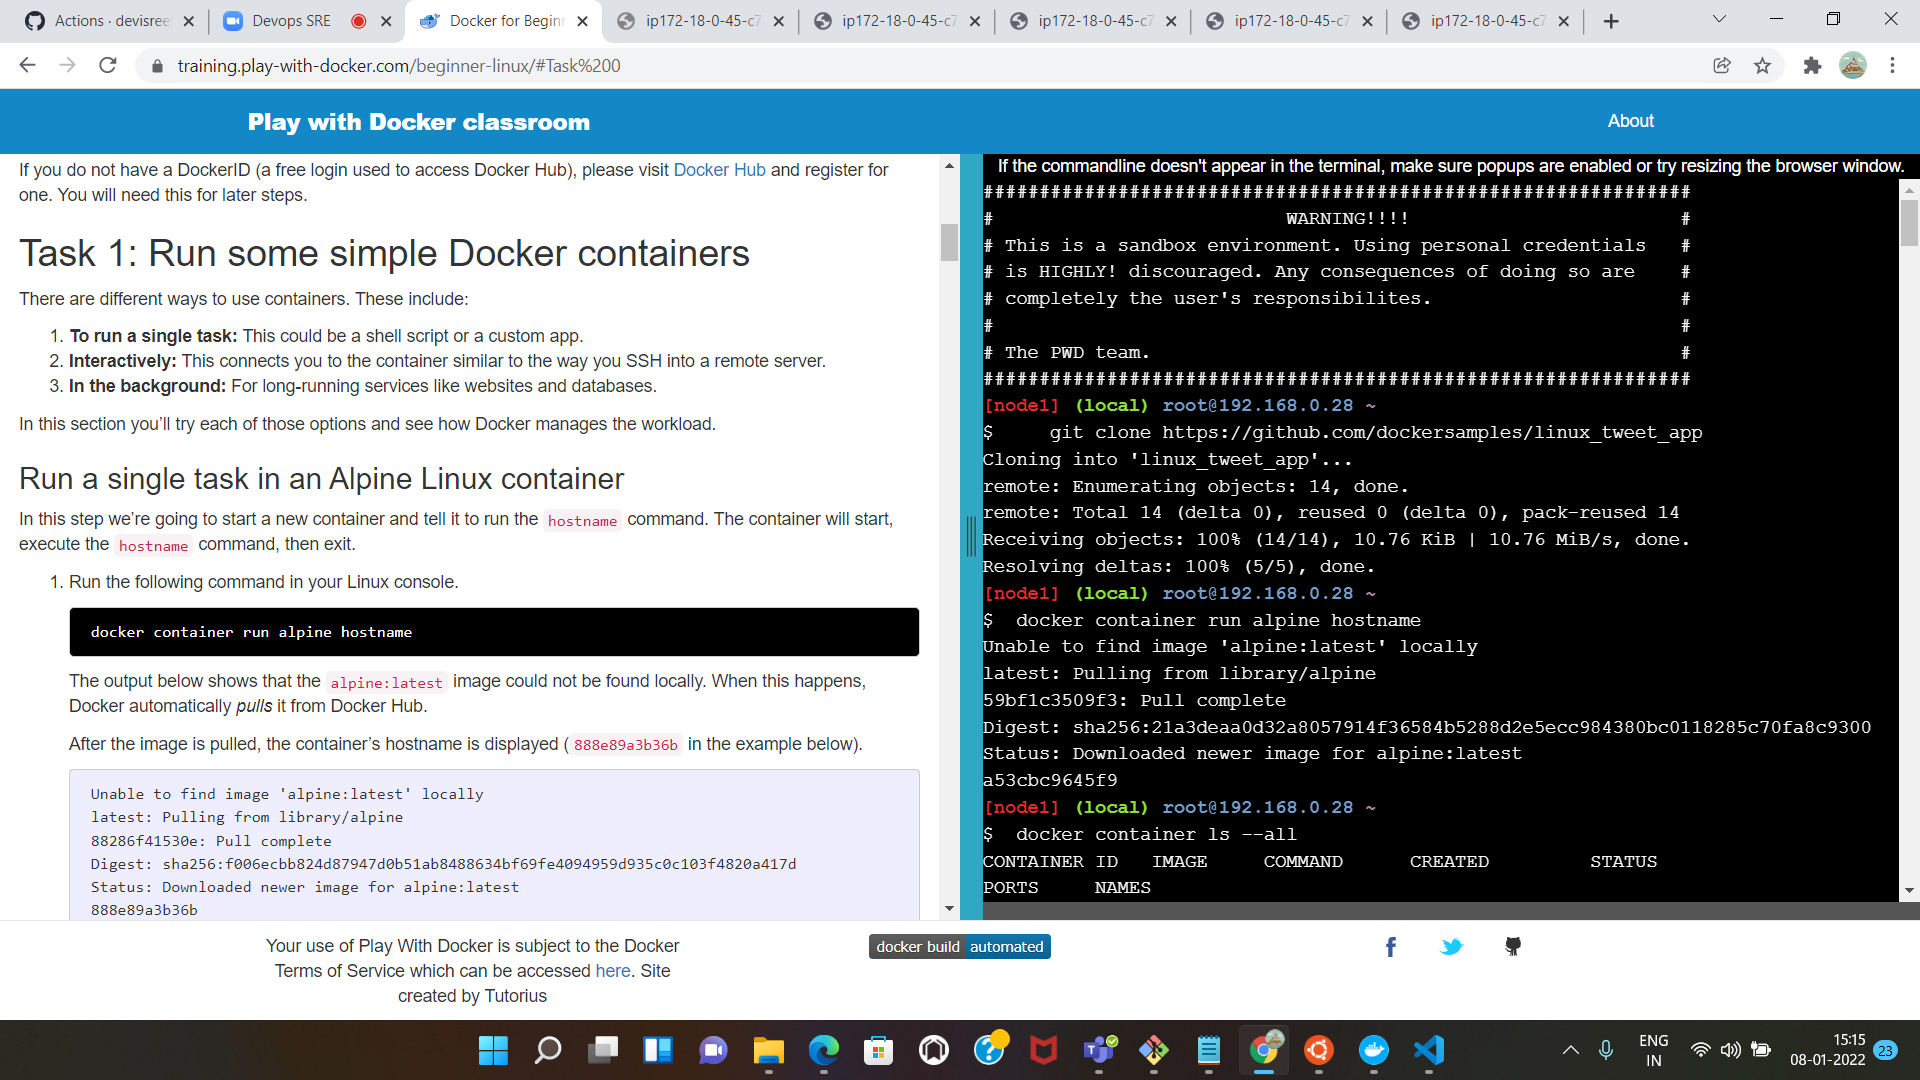 Actions · devisree
Devops SRE
Docker for Beginn
ip172-18-0-45-c7
ip172-18-0-45-c7
ip172-18-0-45-c7
ip172-18-0-45-c7
ip172-18-0-45-c7
training.play-with-docker.com/beginner-linux/#Task%200
Play with Docker classroom
About
If you do not have a DockerID (a free login used to access Docker Hub), please visit Docker Hub and register for
one. You will need this for later steps.
Task 1: Run some simple Docker containers
There are different ways to use containers. These include:
1. To run a single task: This could be a shell script or a custom app.
2. Interactively: This connects you to the container similar to the way you SSH into a remote server.
3. In the background: For long-running services like websites and databases.
In this section you’ll try each of those options and see how Docker manages the workload.
Run a single task in an Alpine Linux container
In this step we’re going to start a new container and tell it to run the hostname command. The container will start,
execute the hostname command, then exit.
1. Run the following command in your Linux console.
docker container run alpine hostname
The output below shows that the alpine:latest image could not be found locally. When this happens,
Docker automatically pulls it from Docker Hub.
After the image is pulled, the container’s hostname is displayed ( 888e89a3b36b in the example below).
Unable to find image 'alpine:latest' locally
latest: Pulling from library/alpine
88286f41530e: Pull complete
Digest: sha256:f006ecbb824d87947d0b51ab8488634bf69fe4094959d935c0c103f4820a417d
Status: Downloaded newer image for alpine:latest
888e89a3b36b
If the commandline doesn't appear in the terminal, make sure popups are enabled or try resizing the browser window.
###############################################################
# WARNING!!!! #
# This is a sandbox environment. Using personal credentials #
# is HIGHLY! discouraged. Any consequences of doing so are #
# completely the user's responsibilites. #
# #
# The PWD team. #
###############################################################
[node1] (local) root@192.168.0.28 ~
$ git clone https://github.com/dockersamples/linux_tweet_app
Cloning into 'linux_tweet_app'...
remote: Enumerating objects: 14, done.
remote: Total 14 (delta 0), reused 0 (delta 0), pack-reused 14
Receiving objects: 100% (14/14), 10.76 KiB | 10.76 MiB/s, done.
Resolving deltas: 100% (5/5), done.
[node1] (local) root@192.168.0.28 ~
$ docker container run alpine hostname
Unable to find image 'alpine:latest' locally
latest: Pulling from library/alpine
59bf1c3509f3: Pull complete
Digest: sha256:21a3deaa0d32a8057914f36584b5288d2e5ecc984380bc0118285c70fa8c9300
Status: Downloaded newer image for alpine:latest
a53cbc9645f9
[node1] (local) root@192.168.0.28 ~
$ docker container ls --all
CONTAINER ID IMAGE COMMAND CREATED STATUS
PORTS NAMES
Your use of Play With Docker is subject to the Docker
Terms of Service which can be accessed here. Site
created by Tutorius
docker build automated
ENG
IN
15:15
08-01-2022
23